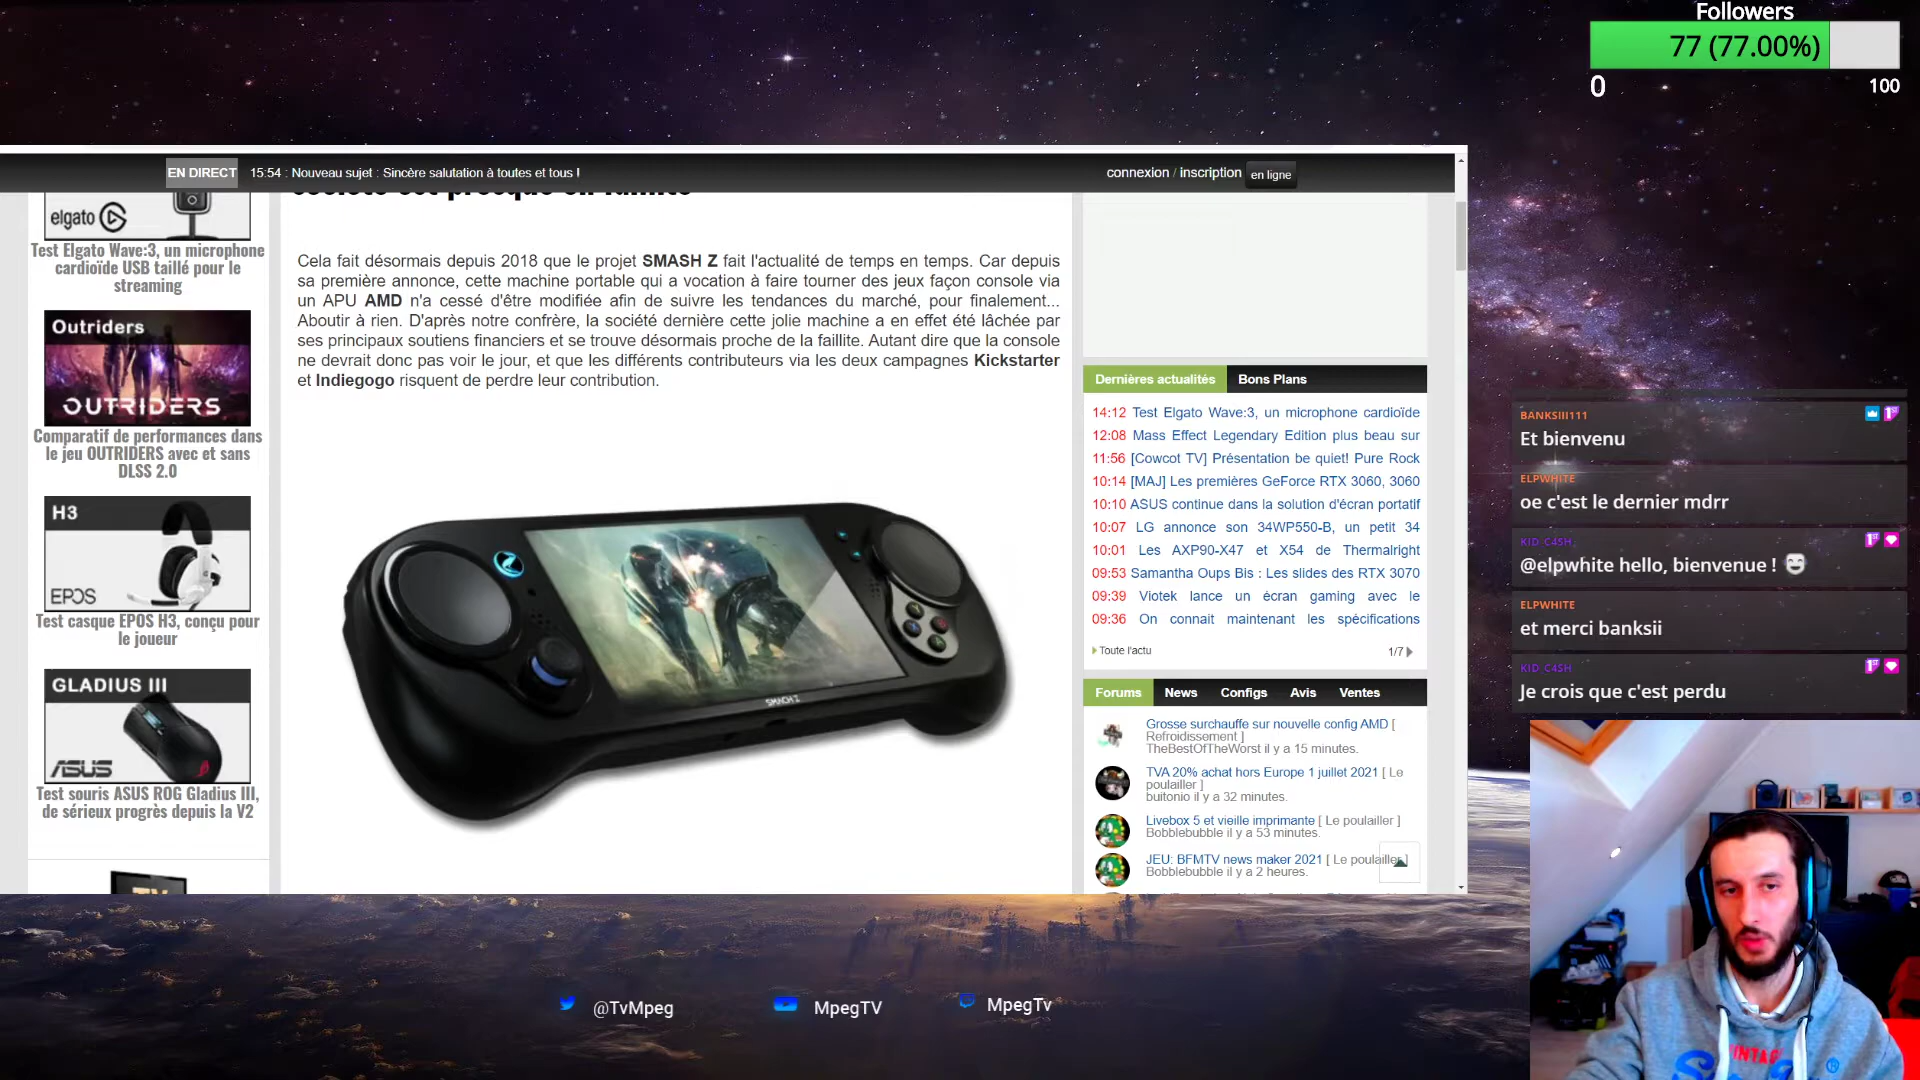 Followers
77 (77.00%)
0
100
EN DIRECT
15:54 : Nouveau sujet : Sincère salutation à toutes et tous !
connexion / inscription
en ligne
elgato
Test Elgato Wave:3, un microphone
cardioïde USB taillé pour le
streaming
Outriders
OUTRIDERS
Comparatif de performances dans
le jeu OUTRIDERS avec et sans
DLSS 2.0
H3
EPOS
Test casque EPOS H3, conçu pour
le joueur
GLADIUS III
ASUS
Test souris ASUS ROG Gladius III,
de sérieux progrès depuis la V2
société est presque en faillite
Cela fait désormais depuis 2018 que le projet SMASH Z fait l'actualité de temps en temps. Car depuis
sa première annonce, cette machine portable qui a vocation à faire tourner des jeux façon console via
un APU AMD n'a cessé d'être modifiée afin de suivre les tendances du marché, pour finalement...
Aboutir à rien. D'après notre confrère, la société dernière cette jolie machine a en effet été lâchée par
ses principaux soutiens financiers et se trouve désormais proche de la faillite. Autant dire que la console
ne devrait donc pas voir le jour, et que les différents contributeurs via les deux campagnes Kickstarter
et Indiegogo risquent de perdre leur contribution.
SMACH Z
Dernières actualités
Bons Plans
14:12 Test Elgato Wave:3, un microphone cardioïde
12:08 Mass Effect Legendary Edition plus beau sur
11:56 [Cowcot TV] Présentation be quiet! Pure Rock
10:14 [MAJ] Les premières GeForce RTX 3060, 3060
10:10 ASUS continue dans la solution d'écran portatif
10:07 LG annonce son 34WP550-B, un petit 34
10:01 Les AXP90-X47 et X54 de Thermalright
09:53 Samantha Oups Bis : Les slides des RTX 3070
09:39 Viotek lance un écran gaming avec le
09:36 On connait maintenant les spécifications
Toute l'actu
1/7
Forums
News
Configs
Avis
Ventes
Grosse surchauffe sur nouvelle config AMD [
Refroidissement ]
TheBestOfTheWorst il y a 15 minutes.
TVA 20% achat hors Europe 1 juillet 2021 [ Le
poulailler ]
buitonio il y a 32 minutes.
Livebox 5 et vieille imprimante [ Le poulailler ]
Bobblebubble il y a 53 minutes.
JEU: BFMTV news maker 2021 [ Le poulailler ]
Bobblebubble il y a 2 heures.
BANKSIII111
Et bienvenu
ELPWHITE
oe c'est le dernier mdrr
KID C4SH
@elpwhite hello, bienvenue !
ELPWHITE
et merci banksii
KID C4SH
Je crois que c'est perdu
@TvMpeg
MpegTV
MpegTv
VINTAGE